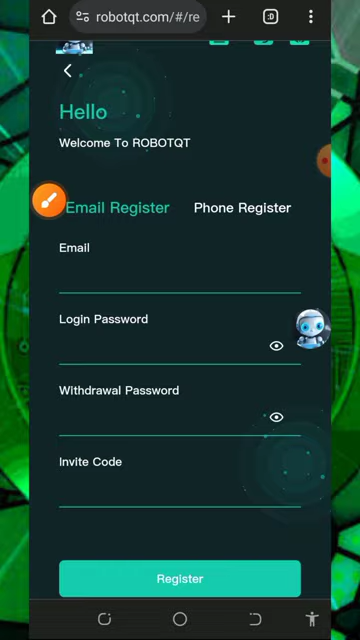 robotqt.com/#/re
:D
Hello
Welcome To ROBOTQT
Email Register
Phone Register
Email
Login Password
Withdrawal Password
Invite Code
Register